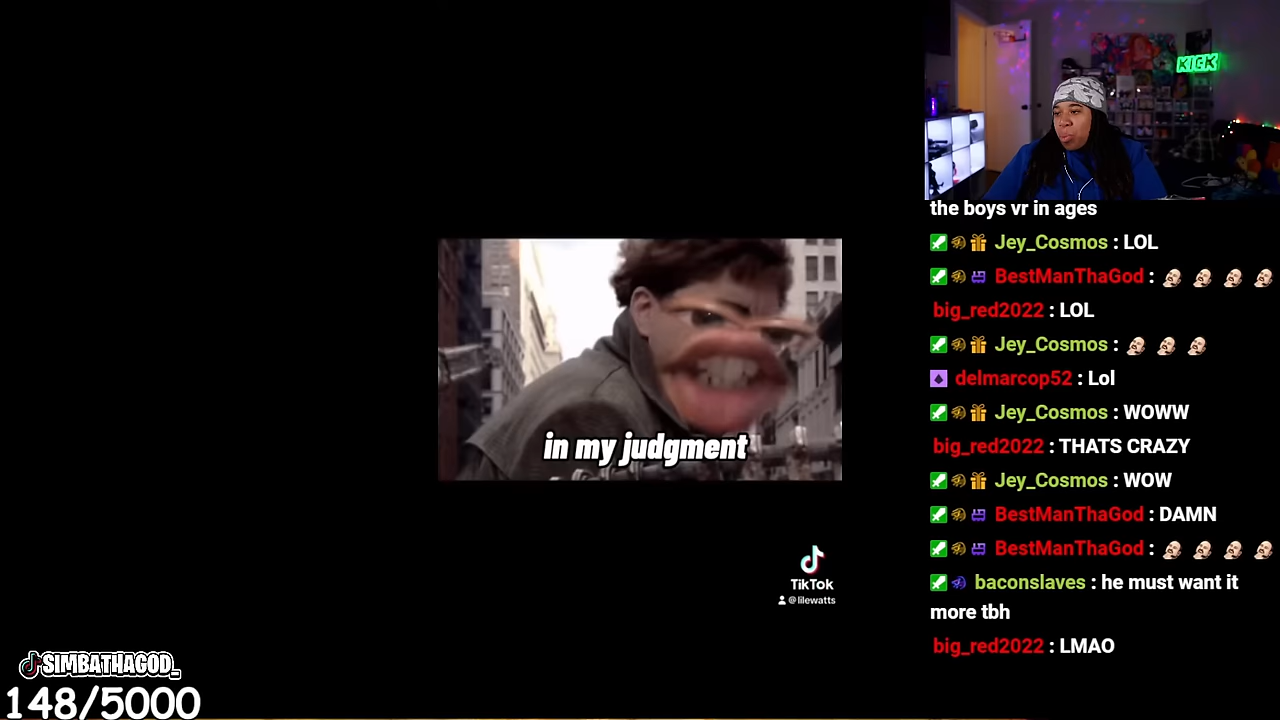 KICK
the boys vr in ages
Jey_Cosmos : LOL
BestManThaGod :
big_red2022 : LOL
Jey_Cosmos :
delmarcop52 : Lol
Jey_Cosmos : WOWW
big_red2022 : THATS CRAZY
Jey_Cosmos : WOW
BestManThaGod : DAMN
BestManThaGod :
baconslaves : he must want it
more tbh
big_red2022 : LMAO
in my judgment
TikTok
@lilewatts
SIMBATHAGOD_
148/5000